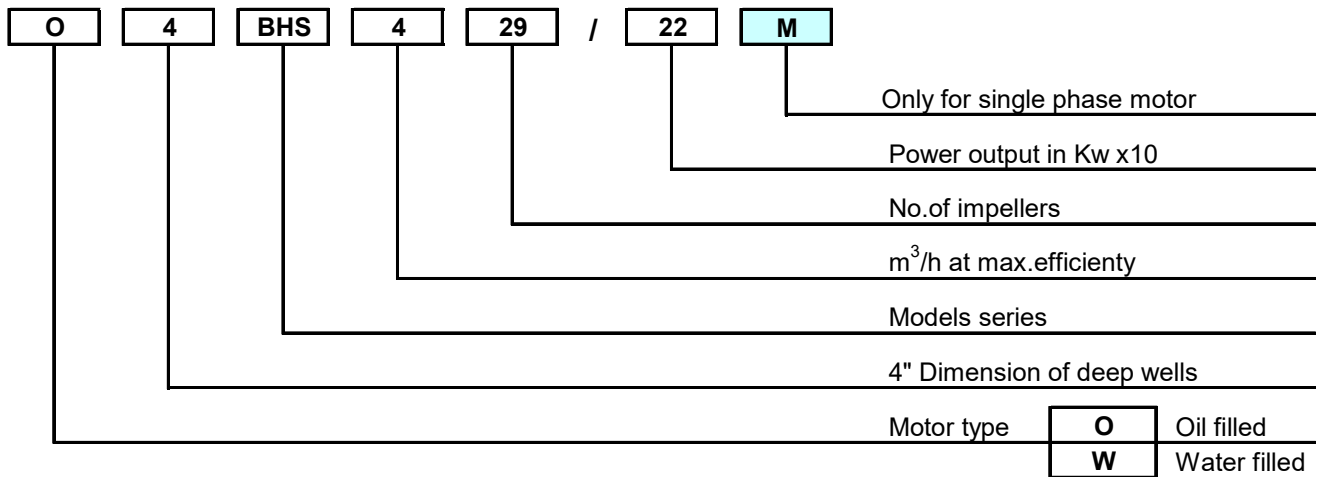 O 4 BHS 4 29 / 22 M
Only for single phase motor
Power output in Kw x10
No.of impellers
m³/h at max.efficienty
Models series
4" Dimension of deep wells
Motor type O Oil filled
W Water filled